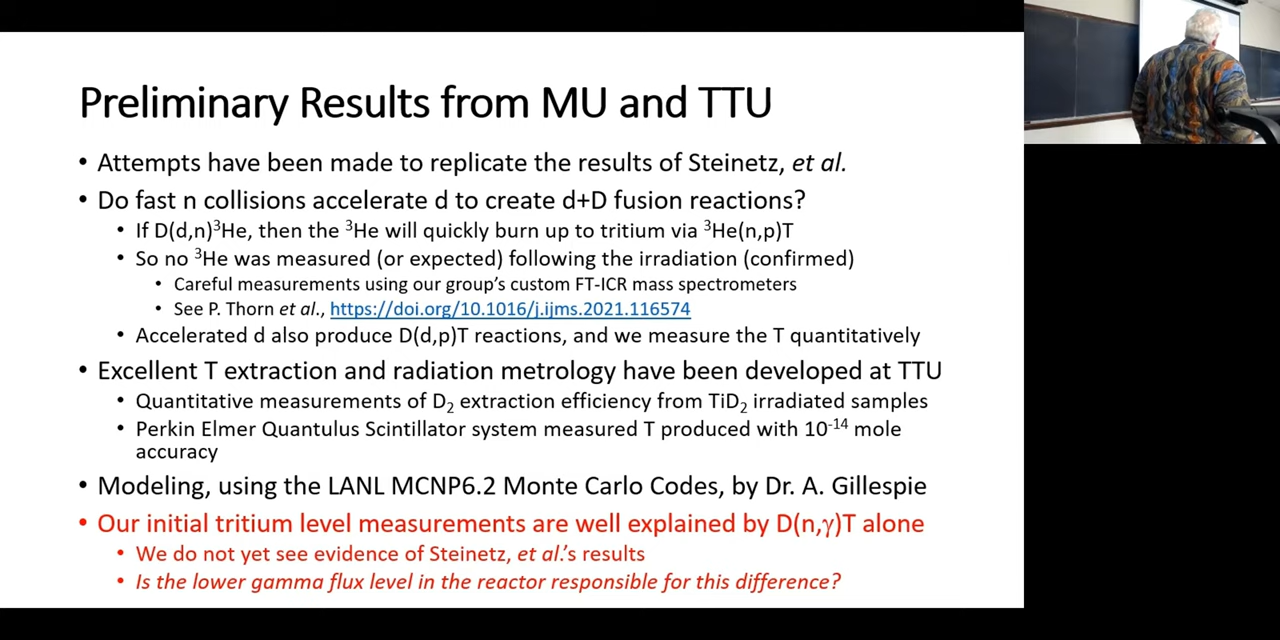 Preliminary Results from MU and TTU
• Attempts have been made to replicate the results of Steinetz, et al.
• Do fast n collisions accelerate d to create d+D fusion reactions?
• If D(d,n)³He, then the ³He will quickly burn up to tritium via ³He(n,p)T
• So no ³He was measured (or expected) following the irradiation (confirmed)
• Careful measurements using our group's custom FT-ICR mass spectrometers
• See P. Thorn et al., https://doi.org/10.1016/j.ijms.2021.116574
• Accelerated d also produce D(d,p)T reactions, and we measure the T quantitatively
• Excellent T extraction and radiation metrology have been developed at TTU
• Quantitative measurements of D₂ extraction efficiency from TiD₂ irradiated samples
• Perkin Elmer Quantulus Scintillator system measured T produced with 10⁻¹⁴ mole
accuracy
• Modeling, using the LANL MCNP6.2 Monte Carlo Codes, by Dr. A. Gillespie
• Our initial tritium level measurements are well explained by D(n,γ)T alone
• We do not yet see evidence of Steinetz, et al.'s results
• Is the lower gamma flux level in the reactor responsible for this difference?